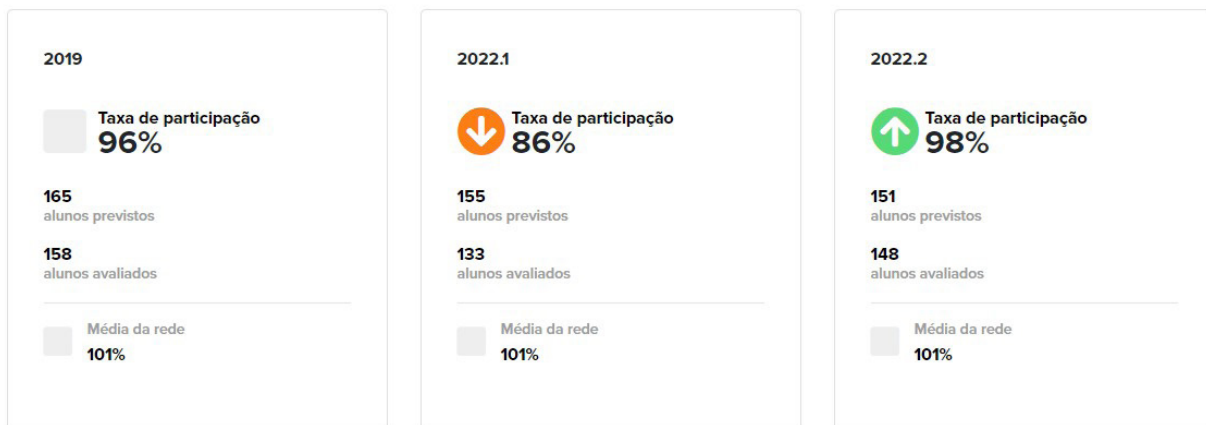 2019
Taxa de participação
96%
165
alunos previstos
158
alunos avaliados
Média da rede
101%
2022.1
Taxa de participação
86%
155
alunos previstos
133
alunos avaliados
Média da rede
101%
2022.2
Taxa de participação
98%
151
alunos previstos
148
alunos avaliados
Média da rede
101%